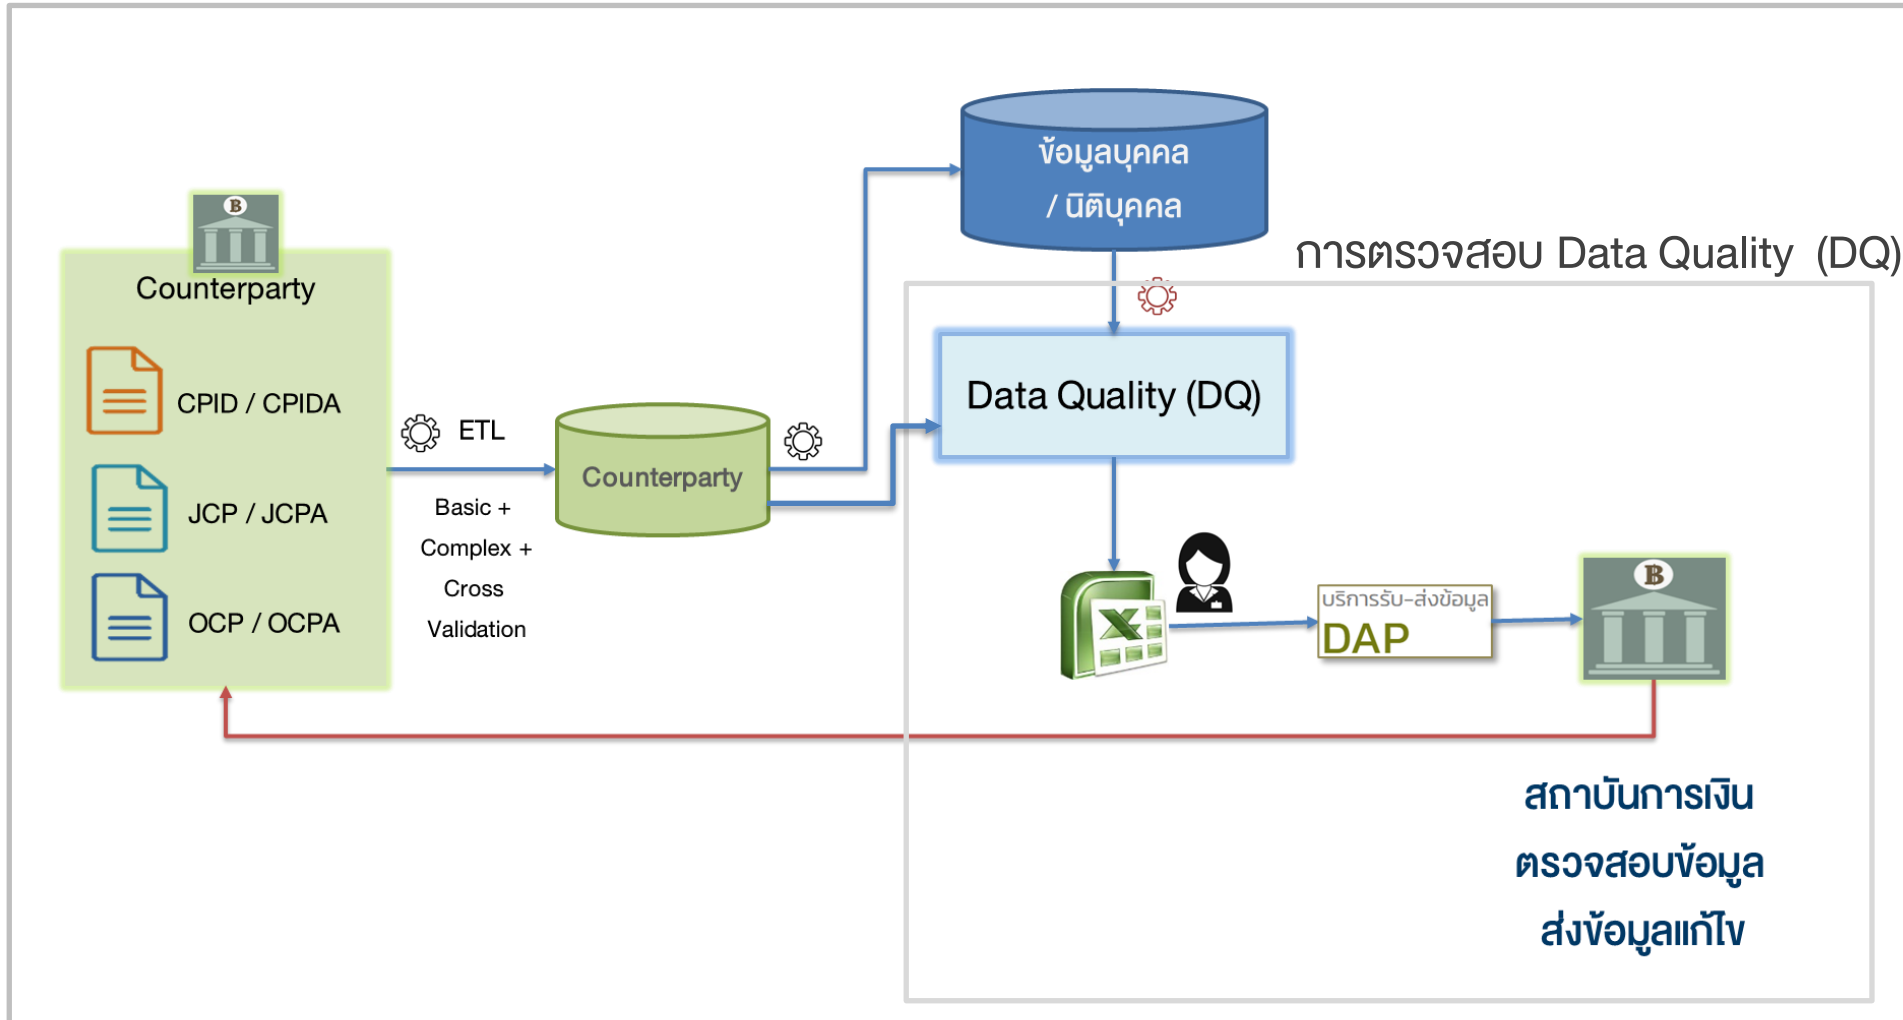 ข้อมูลบุคคล
/ นิติบุคคล
การตรวจสอบ Data Quality (DQ)
B
Counterparty
CPID / CPIDA
JCP / JCPA
OCP / OCPA
ETL
Basic +
Complex +
Cross
Validation
Counterparty
Data Quality (DQ)
X
บริการรับ-ส่งข้อมูล
DAP
B
สถาบันการเงิน
ตรวจสอบข้อมูล
ส่งข้อมูลแก้ไข